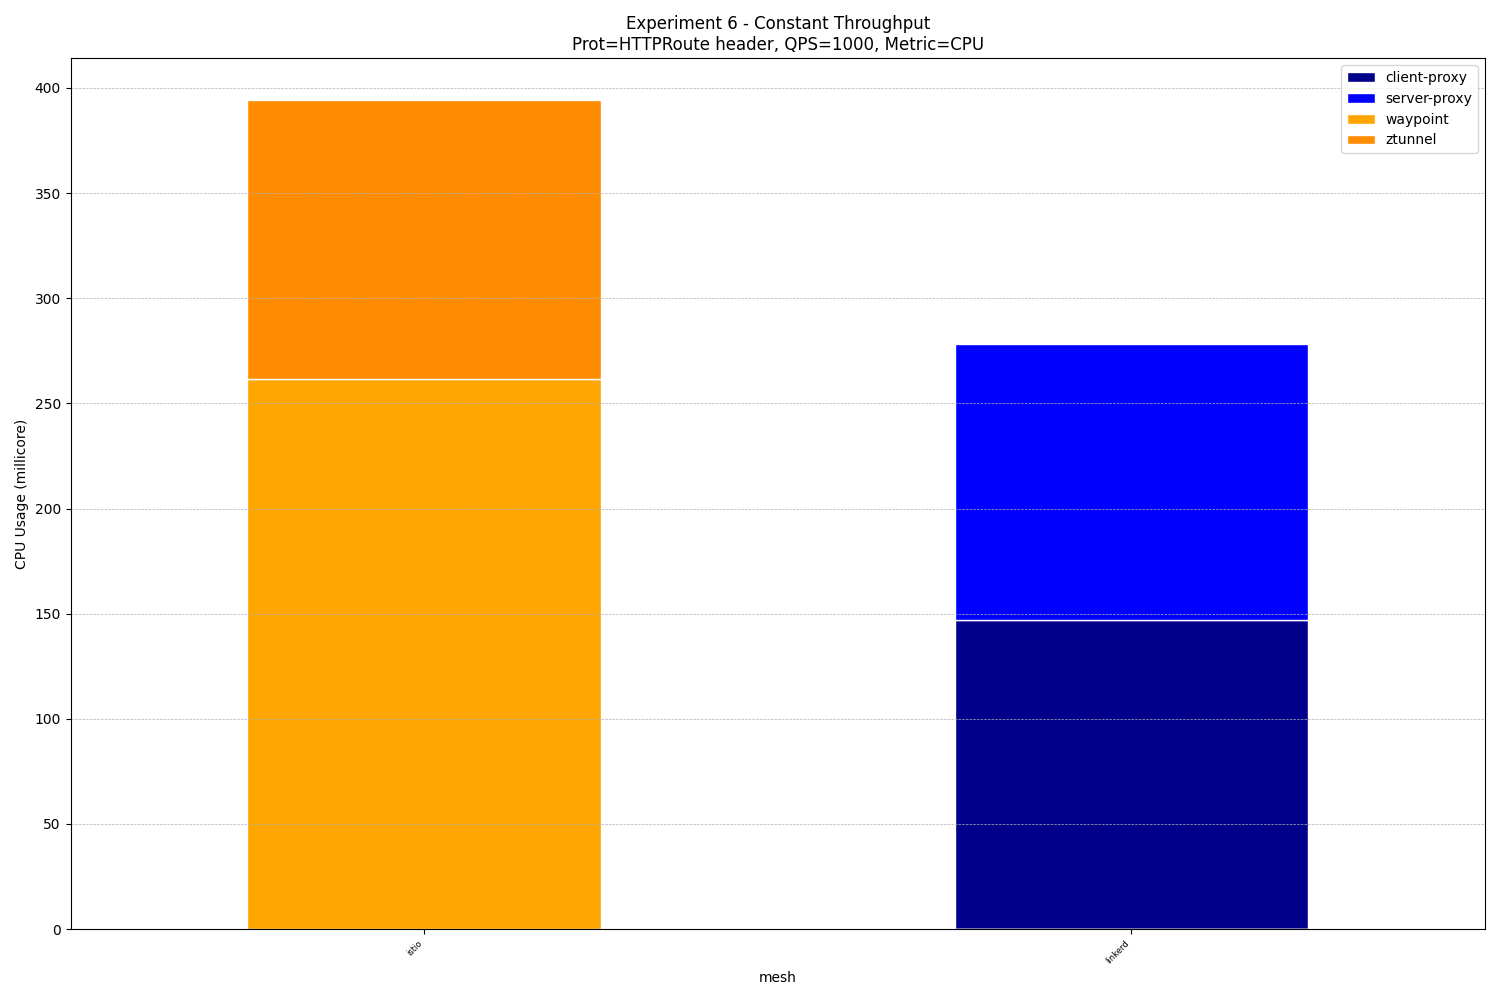 Experiment 6 - Constant Throughput
Prot=HTTPRoute header, QPS=1000, Metric=CPU
client-proxy
server-proxy
waypoint
ztunnel
CPU Usage (millicore)
400
350
300
250
200
150
100
50
0
istio
linkerd
mesh